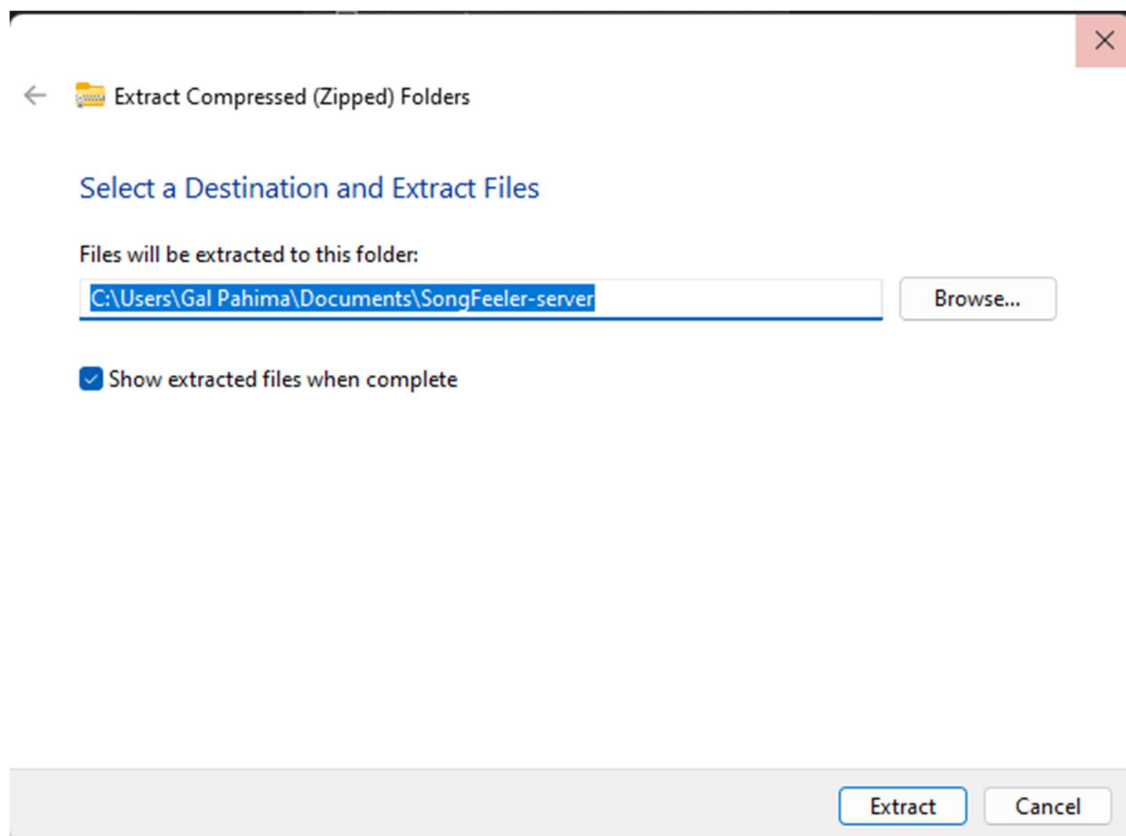 Extract Compressed (Zipped) Folders
Select a Destination and Extract Files
Files will be extracted to this folder:
C:\Users\Gal Pahima\Documents\SongFeeler-server
Browse...
Show extracted files when complete
Extract
Cancel